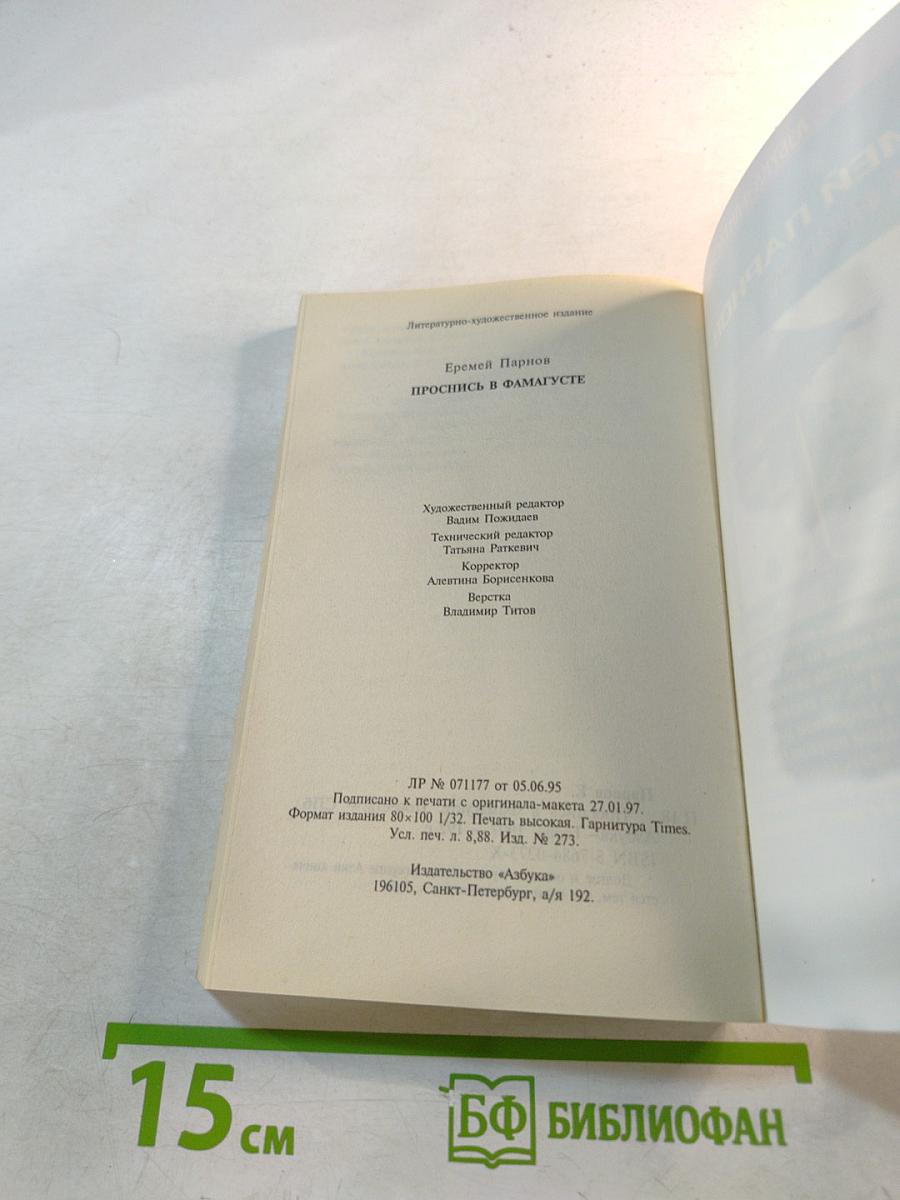 Литературно-художественное издание
Еремей Парнов
ПРОСНИСЬ В ФАМАГУСТЕ
Художественный редактор
Вадим Пожидаев
Технический редактор
Татьяна Раткевич
Корректор
Алевтина Борисенкова
Верстка
Владимир Титов
ЛР № 071177 от 05.06.95
Подписано к печати с оригинала-макета 27.01.97.
Формат издания 80×100 1/32. Печать высокая. Гарнитура Times.
Усл. печ. л. 8,88. Изд. № 273.
Издательство «Азбука»
196105, Санкт-Петербург, а/я 192.
15 см
БФ БИБЛИОФАН